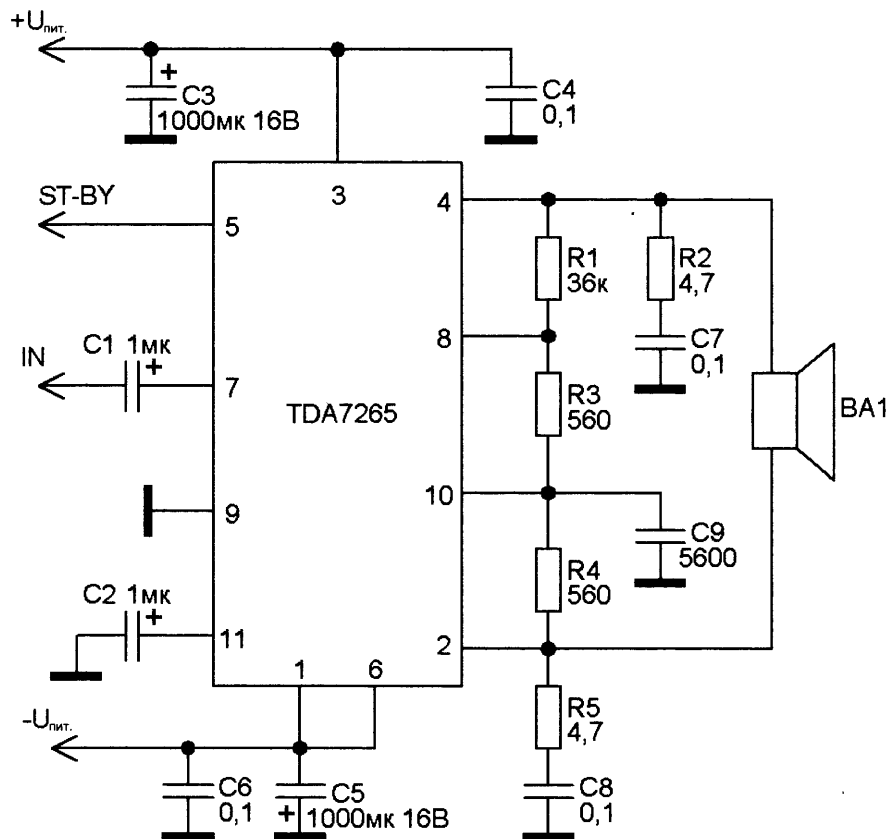 +Uпит.
+
C3
1000мк 16В
C4
0,1
ST-BY
3
4
5
R1
36к
R2
4,7
IN
C1 1мк
+
8
C7
0,1
7
TDA7265
R3
560
BA1
10
9
C9
5600
R4
560
C2 1мк
+
11
2
1
6
-Uпит.
R5
4,7
C6
0,1
C5
+
1000мк 16В
C8
0,1